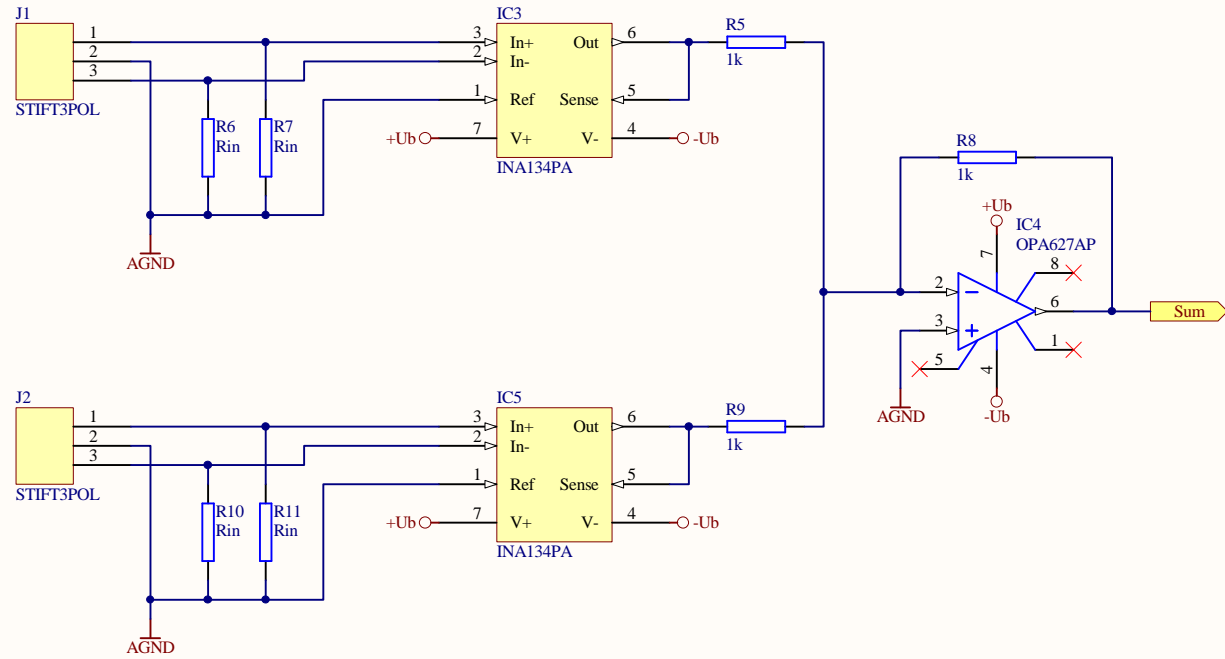 J1
1
2
3
STIFT3POL
R6
Rin
R7
Rin
AGND
IC3
3 In+ Out 6
2 In-
1 Ref Sense 5
+Ub 7 V+ V- 4 -Ub
INA134PA
R5
1k
R8
1k
+Ub
IC4
OPA627AP
7
8
2
6
3
1
5
4
-Ub
AGND
Sum
J2
1
2
3
STIFT3POL
R10
Rin
R11
Rin
AGND
IC5
3 In+ Out 6
2 In-
1 Ref Sense 5
+Ub 7 V+ V- 4 -Ub
INA134PA
R9
1k